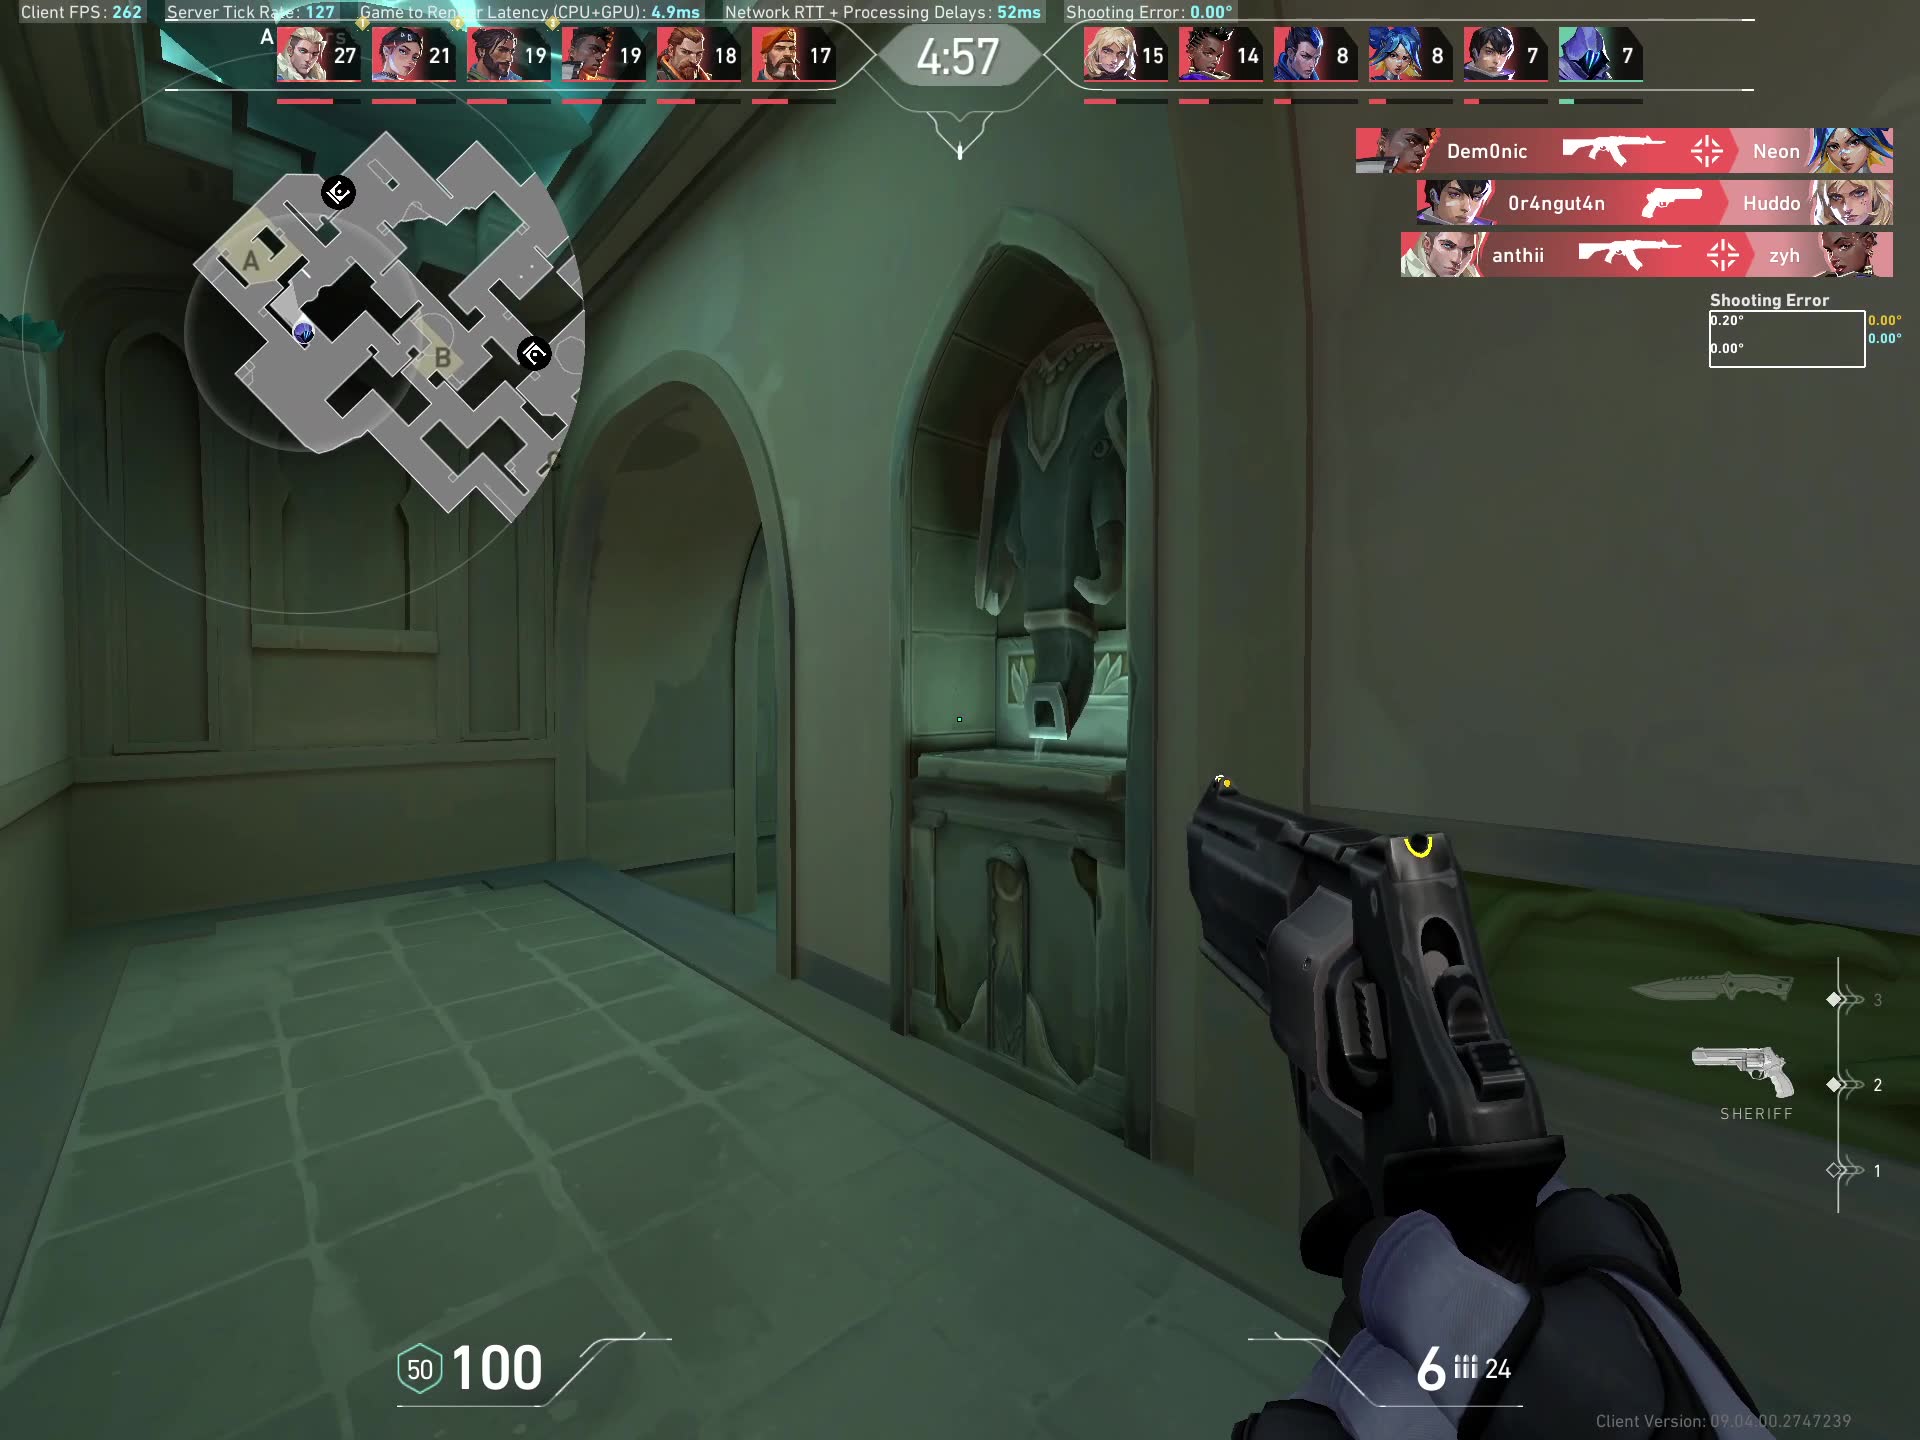 Client FPS: 262 Server Tick Rate: 127 Game to Render Latency (CPU+GPU): 4.9ms Network RTT + Processing Delays: 52ms Shooting Error: 0.00°
27 21 19 19 18 17 4:57 15 14 8 8 7 7
Dem0nic Neon
0r4ngut4n Huddo
anthii zyh
Shooting Error
0.20° 0.00°
0.00°
0.00°
A
B
C
3
2
SHERIFF
1
50 100
6 24
Client Version: 09.04.00.2747239